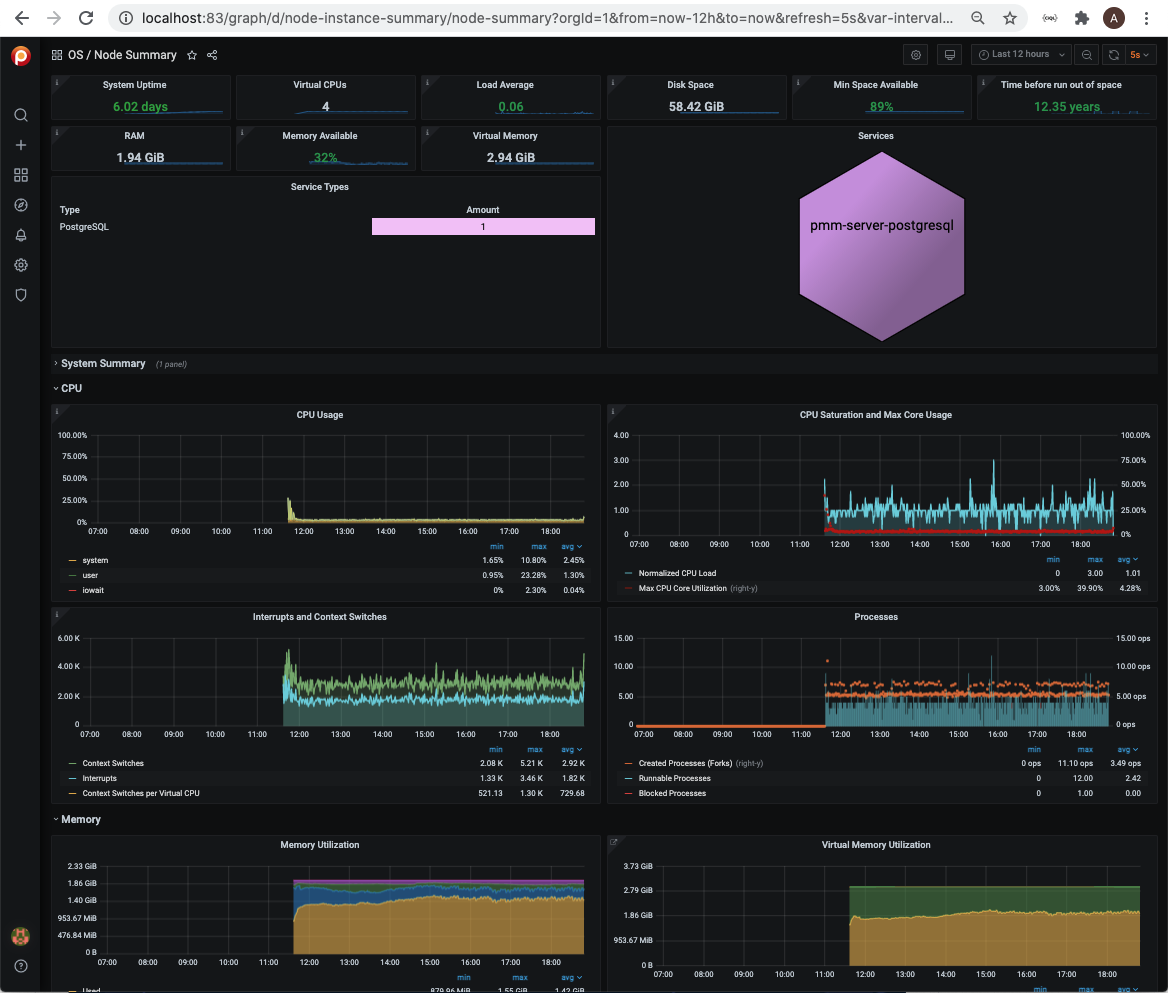 localhost:83/graph/d/node-instance-summary/node-summary?orgId=1&from=now-12h&to=now&refresh=5s&var-interval...
CQL
A
OS / Node Summary
Last 12 hours
5s
System Uptime
6.02 days
Virtual CPUs
4
Load Average
0.06
Disk Space
58.42 GiB
Min Space Available
89%
Time before run out of space
12.35 years
RAM
1.94 GiB
Memory Available
32%
Virtual Memory
2.94 GiB
Services
pmm-server-postgresql
Service Types
Type Amount
PostgreSQL 1
System Summary (1 panel)
CPU
CPU Usage
100.00%
75.00%
50.00%
25.00%
0%
07:00 08:00 09:00 10:00 11:00 12:00 13:00 14:00 15:00 16:00 17:00 18:00
min max avg
system 1.65% 10.80% 2.45%
user 0.95% 23.28% 1.30%
iowait 0% 2.30% 0.04%
CPU Saturation and Max Core Usage
4.00 100.00%
3.00 75.00%
2.00 50.00%
1.00 25.00%
0 0%
07:00 08:00 09:00 10:00 11:00 12:00 13:00 14:00 15:00 16:00 17:00 18:00
min max avg
Normalized CPU Load 0 3.00 1.01
Max CPU Core Utilization (right-y) 3.00% 39.90% 4.28%
Interrupts and Context Switches
6.00 K
4.00 K
2.00 K
0
07:00 08:00 09:00 10:00 11:00 12:00 13:00 14:00 15:00 16:00 17:00 18:00
min max avg
Context Switches 2.08 K 5.21 K 2.92 K
Interrupts 1.33 K 3.46 K 1.82 K
Context Switches per Virtual CPU 521.13 1.30 K 729.68
Processes
15.00 15.00 ops
10.00 10.00 ops
5.00 5.00 ops
0 0 ops
07:00 08:00 09:00 10:00 11:00 12:00 13:00 14:00 15:00 16:00 17:00 18:00
min max avg
Created Processes (Forks) (right-y) 0 ops 11.10 ops 3.49 ops
Runnable Processes 0 12.00 2.42
Blocked Processes 0 1.00 0.00
Memory
Memory Utilization
2.33 GiB
1.86 GiB
1.40 GiB
953.67 MiB
476.84 MiB
0 B
07:00 08:00 09:00 10:00 11:00 12:00 13:00 14:00 15:00 16:00 17:00 18:00
min max avg
Used 879.96 MiB 1.55 GiB 1.42 GiB
Virtual Memory Utilization
3.73 GiB
2.79 GiB
1.86 GiB
953.67 MiB
0 B
07:00 08:00 09:00 10:00 11:00 12:00 13:00 14:00 15:00 16:00 17:00 18:00
min max avg